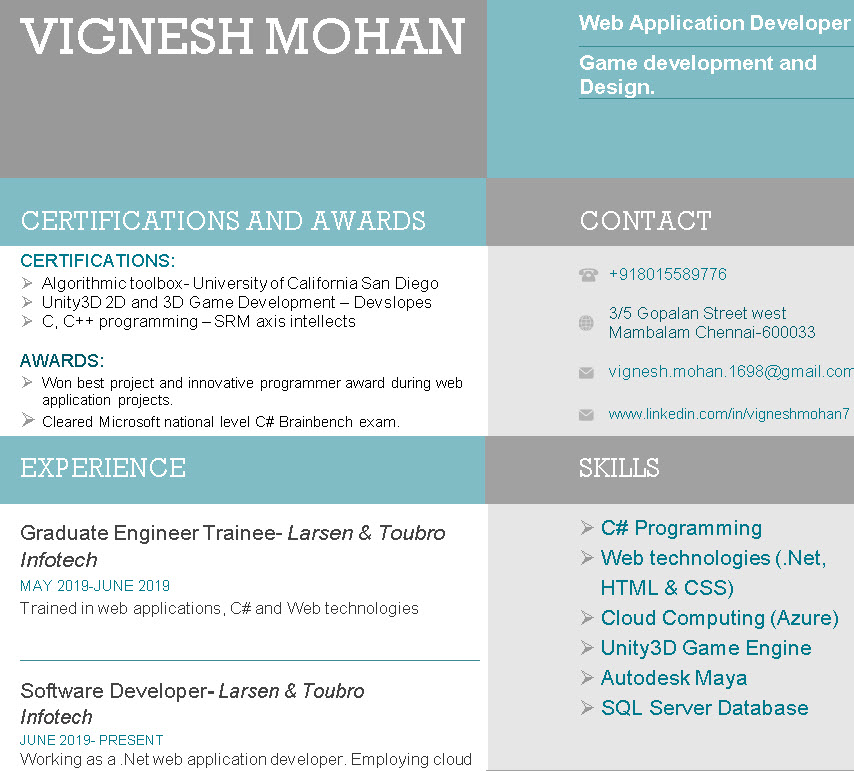 VIGNESH MOHAN
Web Application Developer
Game development and
Design.
CERTIFICATIONS AND AWARDS
CERTIFICATIONS:
Algorithmic toolbox- University of California San Diego
Unity3D 2D and 3D Game Development – Devslopes
C, C++ programming – SRM axis intellects
AWARDS:
Won best project and innovative programmer award during web
application projects.
Cleared Microsoft national level C# Brainbench exam.
CONTACT
+918015589776
3/5 Gopalan Street west
Mambalam Chennai-600033
vignesh.mohan.1698@gmail.com
www.linkedin.com/in/vigneshmohan7
EXPERIENCE
Graduate Engineer Trainee- Larsen & Toubro
Infotech
MAY 2019-JUNE 2019
Trained in web applications, C# and Web technologies
Software Developer- Larsen & Toubro
Infotech
JUNE 2019- PRESENT
Working as a .Net web application developer. Employing cloud
SKILLS
C# Programming
Web technologies (.Net,
HTML & CSS)
Cloud Computing (Azure)
Unity3D Game Engine
Autodesk Maya
SQL Server Database